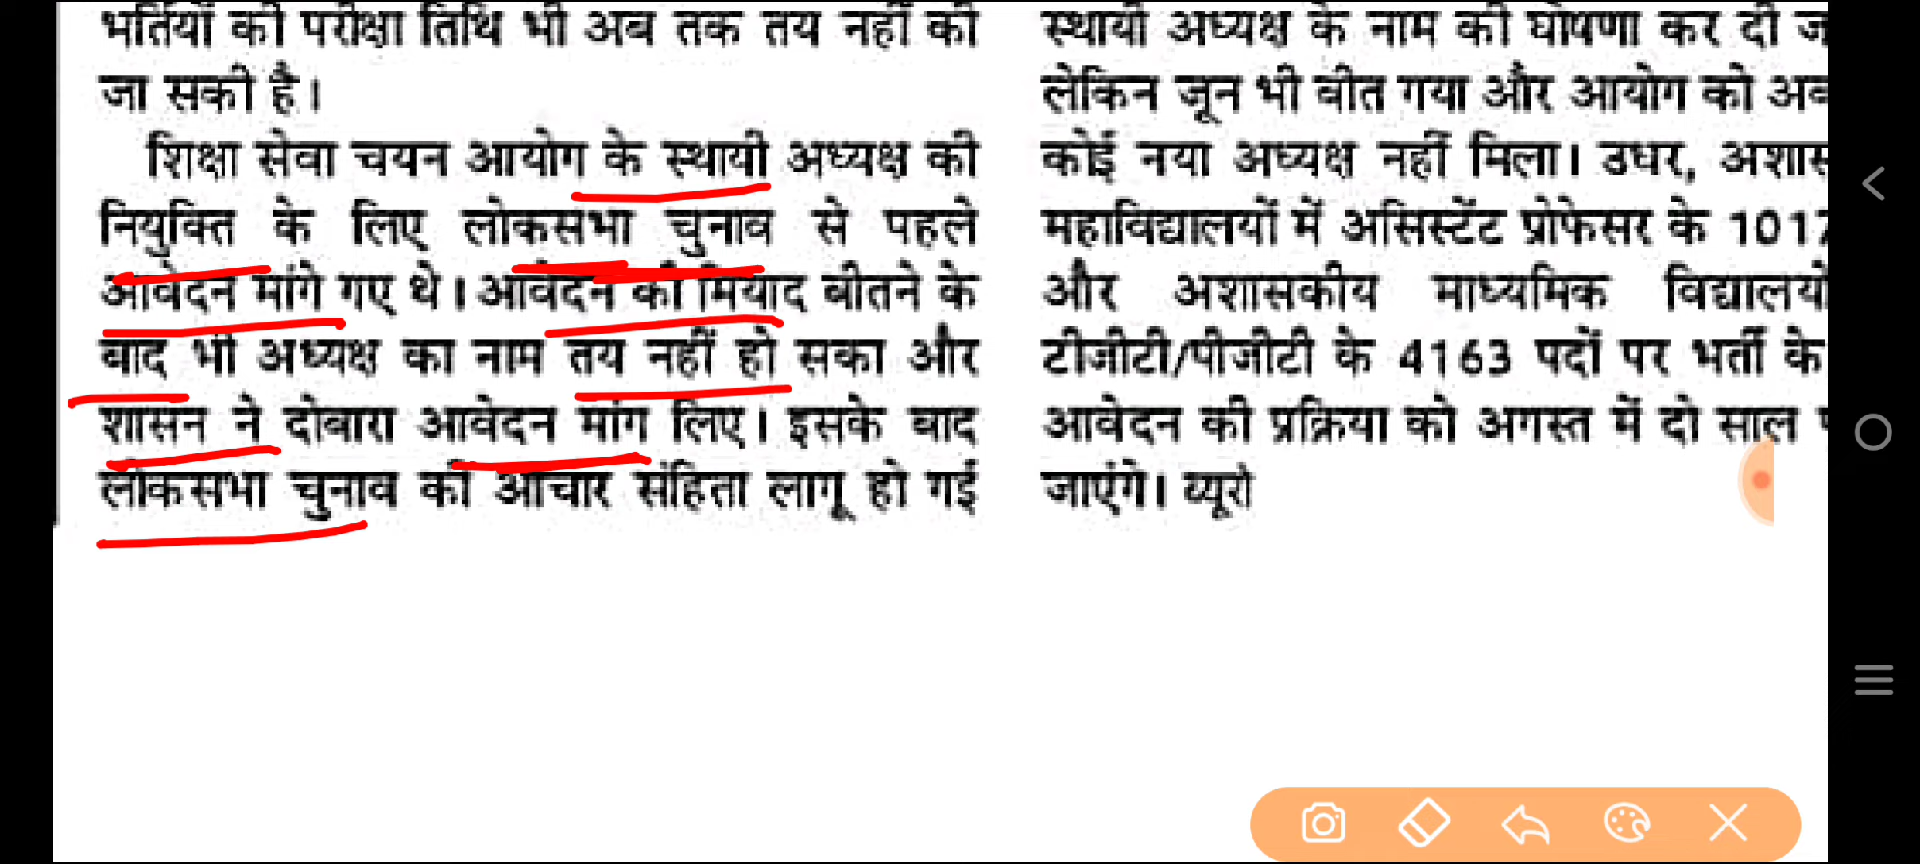 भर्तियों की परीक्षा तिथि भी अब तक तय नहीं की
जा सकी है।
शिक्षा सेवा चयन आयोग के स्थायी अध्यक्ष की
नियुक्ति के लिए लोकसभा चुनाव से पहले
आवेदन मांगे गए थे। आवेदन की मियाद बीतने के
बाद भी अध्यक्ष का नाम तय नहीं हो सका और
शासन ने दोबारा आवेदन मांग लिए। इसके बाद
लोकसभा चुनाव की आचार संहिता लागू हो गई
स्थायी अध्यक्ष के नाम की घोषणा कर दी
लेकिन जून भी बीत गया और आयोग को
कोई नया अध्यक्ष नहीं मिला। उधर,
महाविद्यालयों में असिस्टेंट प्रोफेसर के 1017
और अशासकीय माध्यमिक विद्यालयों
टीजीटी/पीजीटी के 4163 पदों पर भर्ती के
आवेदन की प्रक्रिया को अगस्त में दो साल
जाएंगे। ब्यूरो